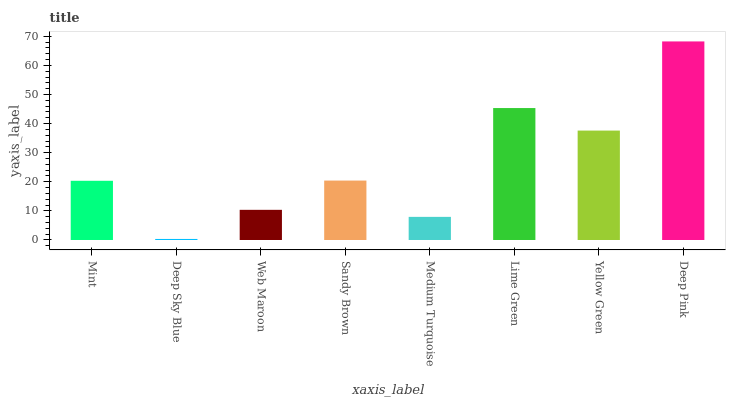 title
yaxis_label
70
60
50
40
30
20
10
0
Mint
Deep Sky Blue
Web Maroon
Sandy Brown
Medium Turquoise
Lime Green
Yellow Green
Deep Pink
xaxis_label